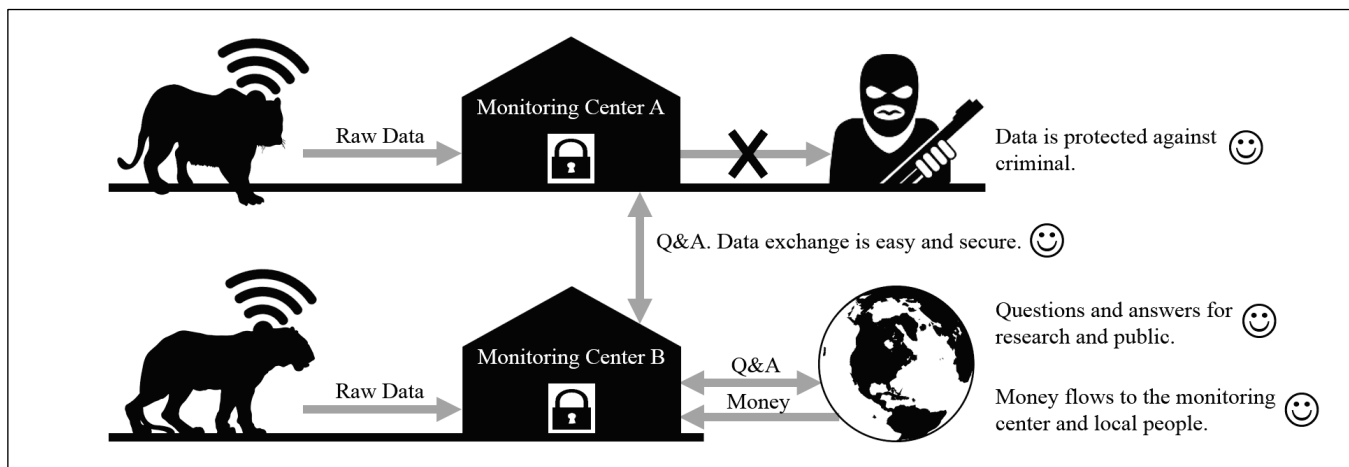 Monitoring Center A
Raw Data
Data is protected against
criminal.
Q&A. Data exchange is easy and secure.
Monitoring Center B
Raw Data
Q&A
Money
Questions and answers for
research and public.
Money flows to the monitoring
center and local people.